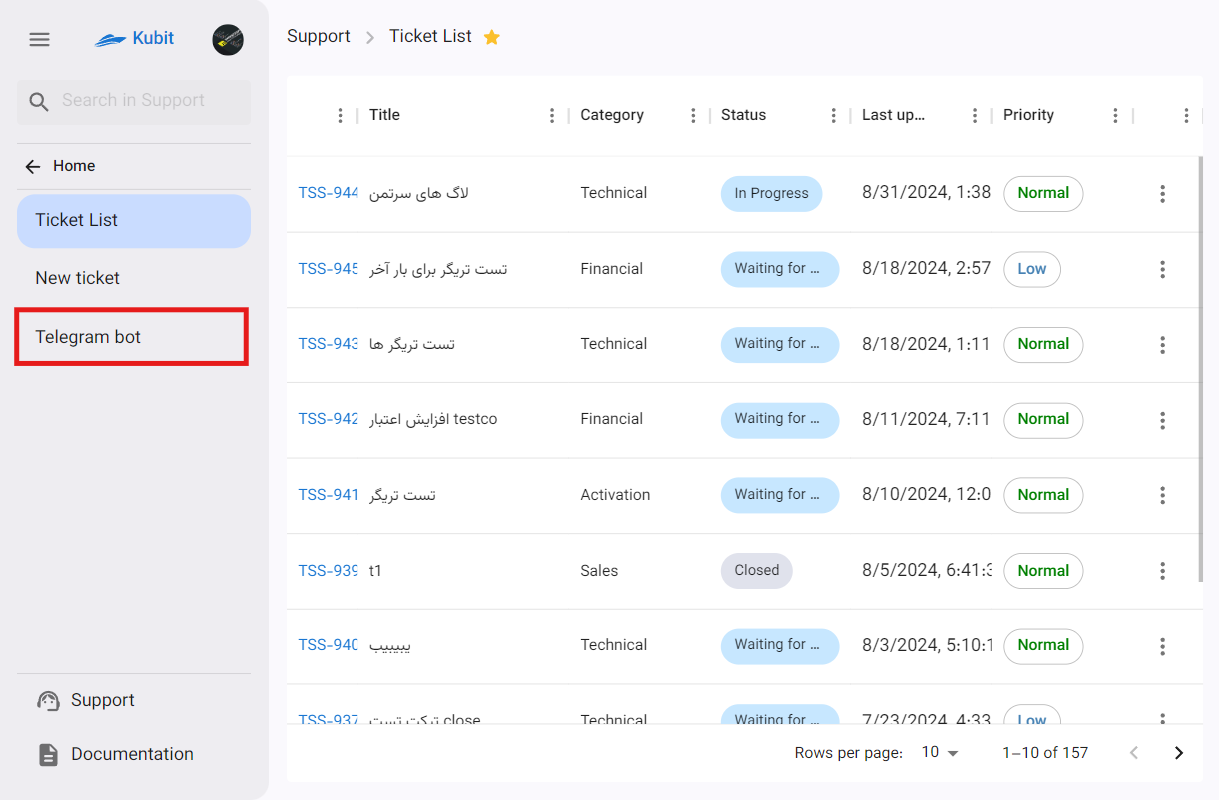 Kubit
Support
Ticket List
Search in Support
Home
Ticket List
New ticket
Telegram bot
Support
Documentation
Title Category Status Last up... Priority
TSS-944 لاگ های سرتمن Technical In Progress 8/31/2024, 1:38 Normal
TSS-945 تست تریگر برای بار آخر Financial Waiting for ... 8/18/2024, 2:57 Low
TSS-943 تست تریگر ها Technical Waiting for ... 8/18/2024, 1:11 Normal
TSS-942 افزایش اعتبار testco Financial Waiting for ... 8/11/2024, 7:11 Normal
TSS-941 تست تریگر Activation Waiting for ... 8/10/2024, 12:0 Normal
TSS-939 t1 Sales Closed 8/5/2024, 6:41:3 Normal
TSS-940 یبیبیب Technical Waiting for ... 8/3/2024, 5:10:1 Normal
TSS-937 تیکت تست close Technical Waiting for ... 7/23/2024, 4:33 Low
Rows per page: 10 1–10 of 157